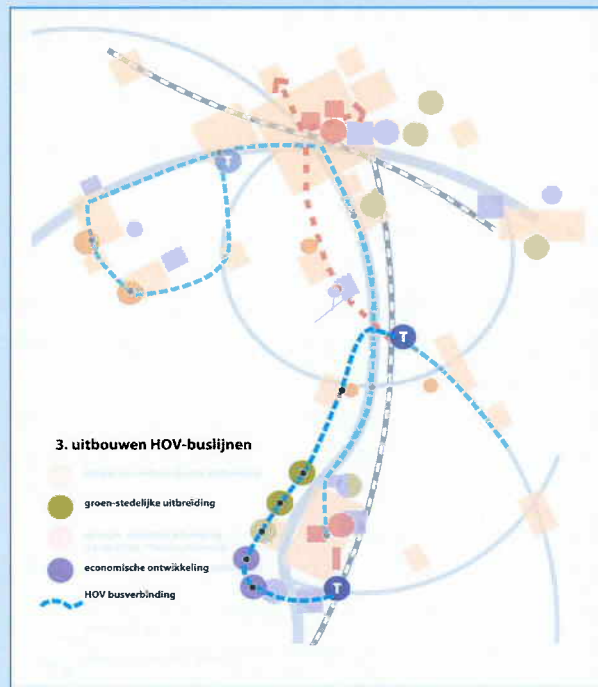 T
T
3. uitbouwen HOV-buslijnen
groen-stedelijke uitbreiding
economische ontwikkeling
HOV busverbinding
T